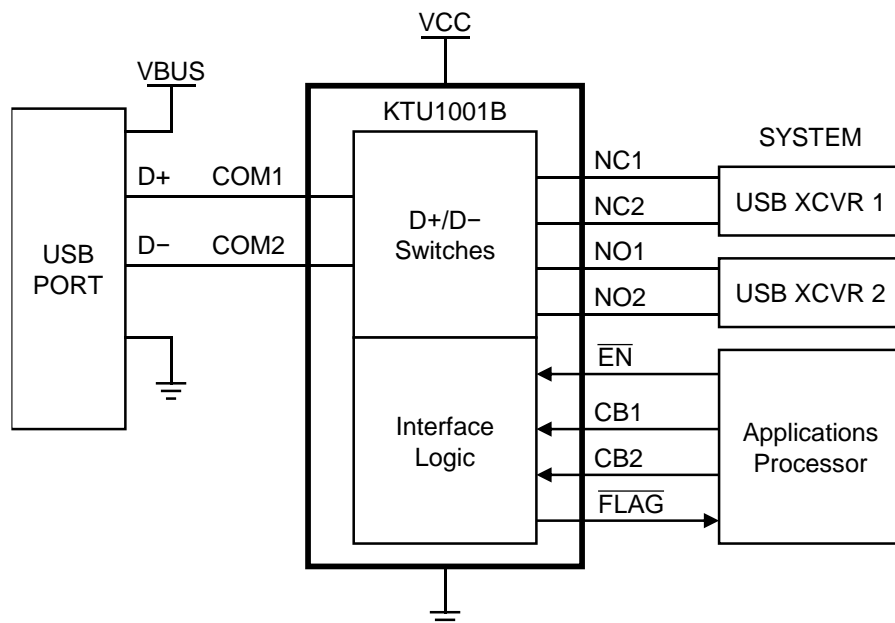 VCC
VBUS
KTU1001B
SYSTEM
D+ COM1
D− COM2
USB
PORT
D+/D−
Switches
NC1
NC2
NO1
NO2
USB XCVR 1
USB XCVR 2
Interface
Logic
EN
CB1
CB2
FLAG
Applications
Processor